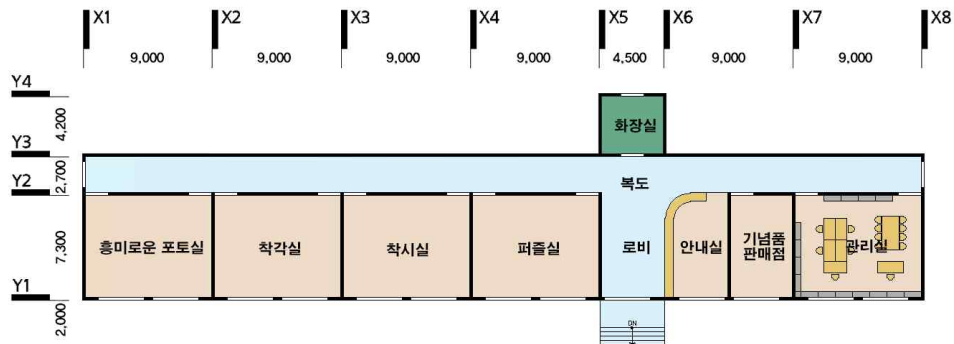 X1 X2 X3 X4 X5 X6 X7 X8
9,000 9,000 9,000 9,000 4,500 9,000 9,000
Y4
4,200
화장실
Y3
2,700
Y2
복도
7,300
흥미로운 포토실
착각실
착시실
퍼즐실
로비
안내실
기념품
판매점
관리실
Y1
2,000
DN